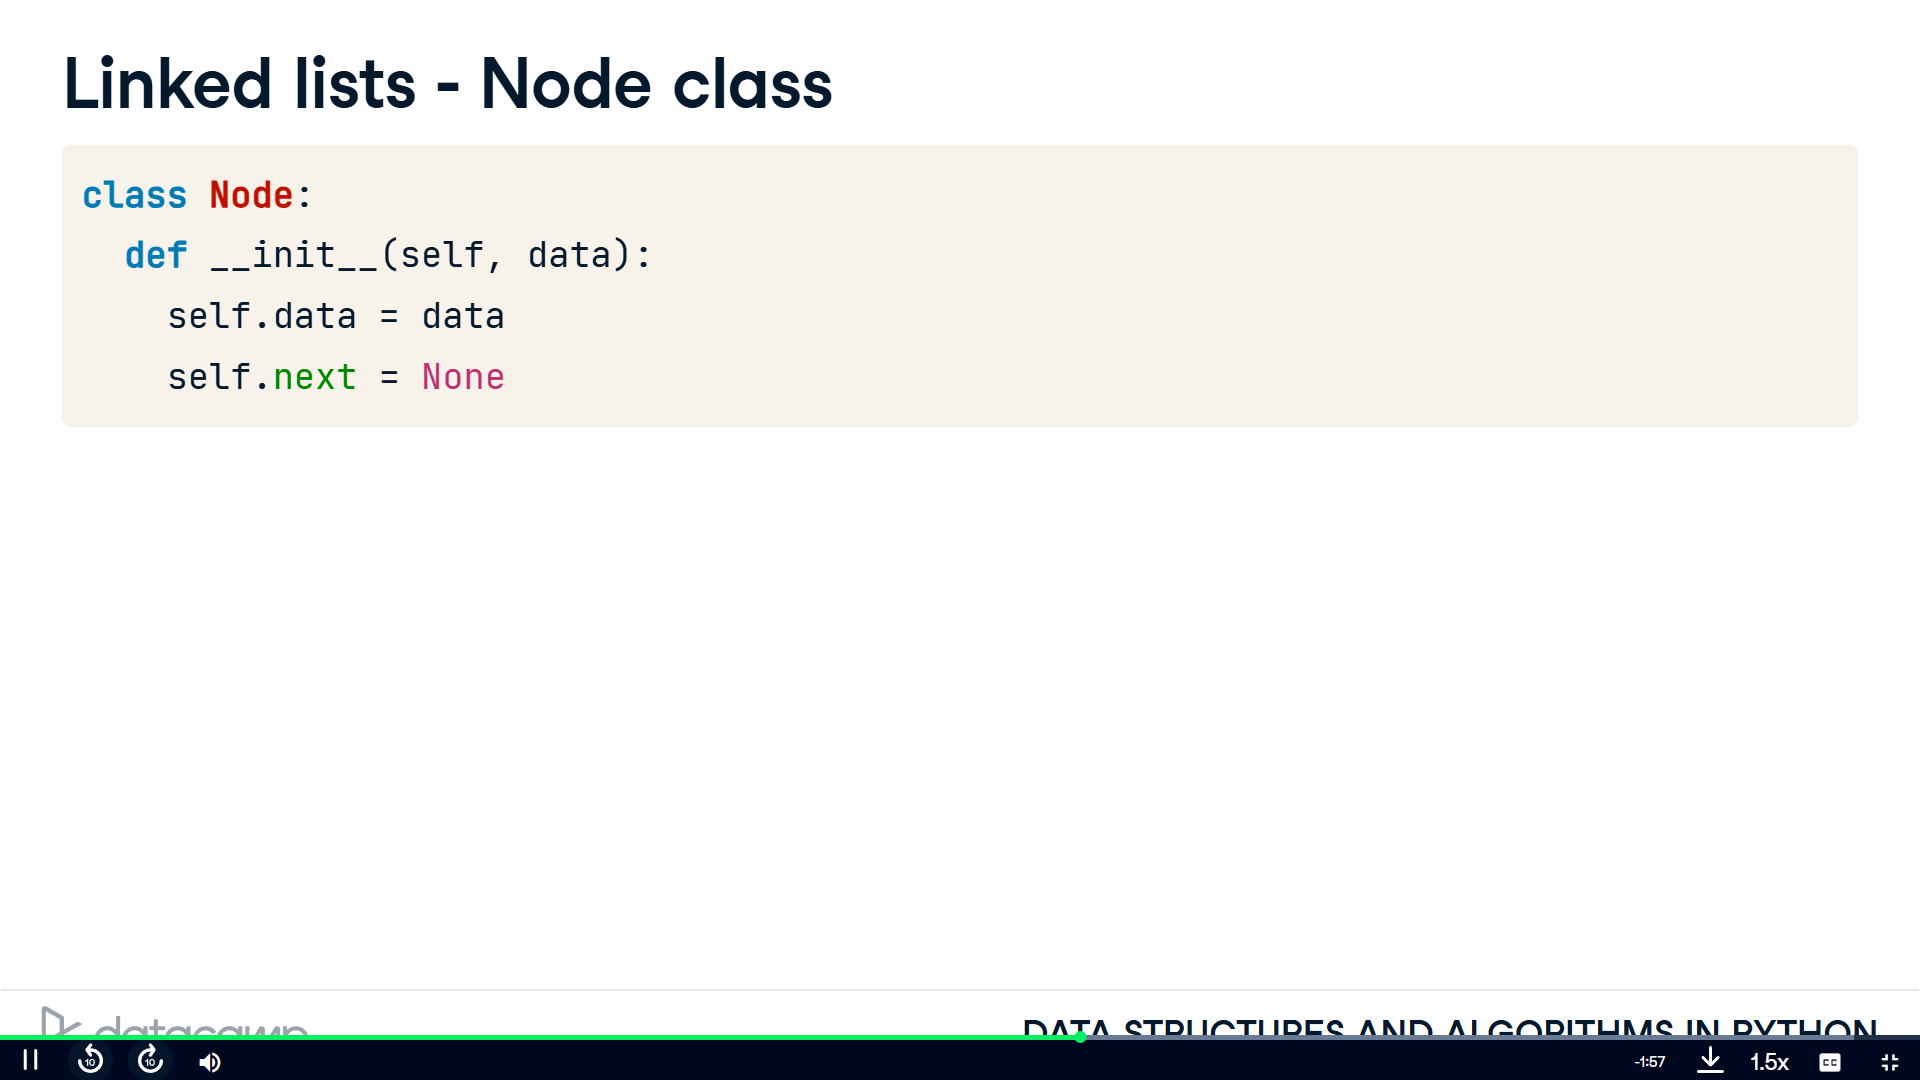 Linked lists - Node class
class Node:
  def __init__(self, data):
    self.data = data
    self.next = None
datacamp
DATA STRUCTURES AND ALGORITHMS IN PYTHON
10
10
-1:57
1.5x
CC